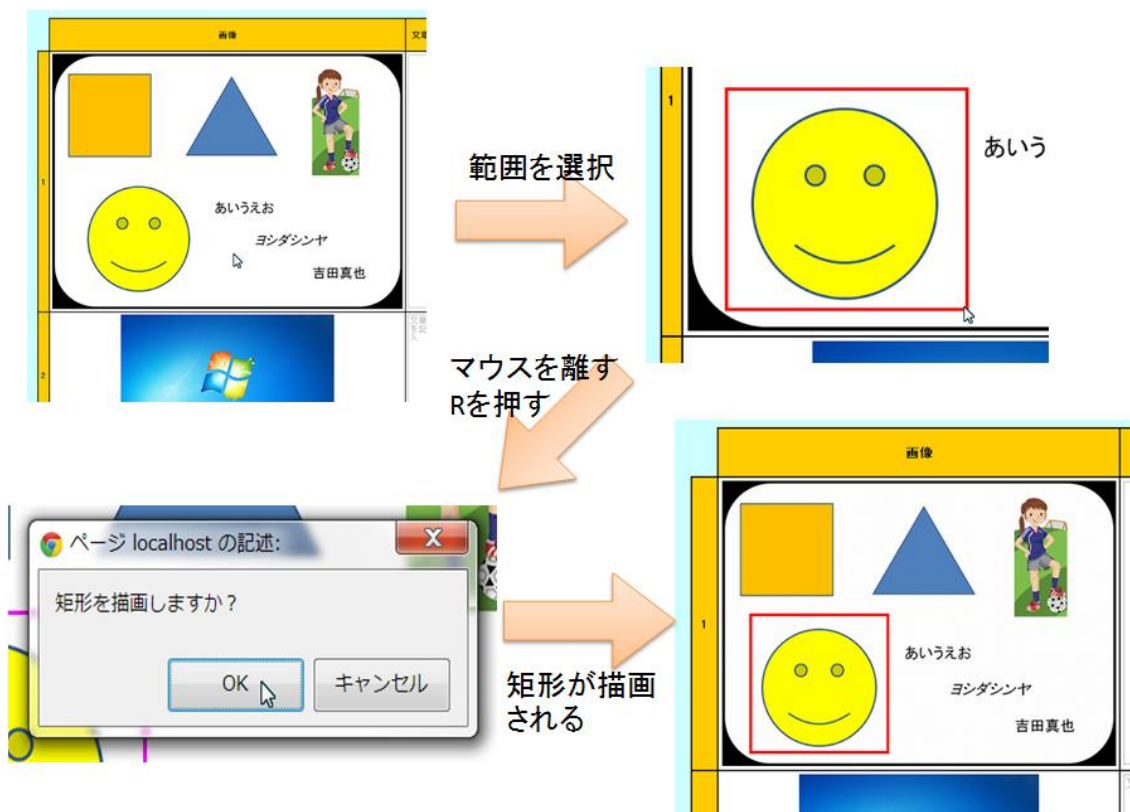 画像
文章
1
あいうえお
ヨシダシンヤ
吉田真也
2
範囲を選択
1
あいう
マウスを離す
Rを押す
ページ localhost の記述:
矩形を描画しますか？
OK
キャンセル
矩形が描画
される
画像
1
あいうえお
ヨシダシンヤ
吉田真也